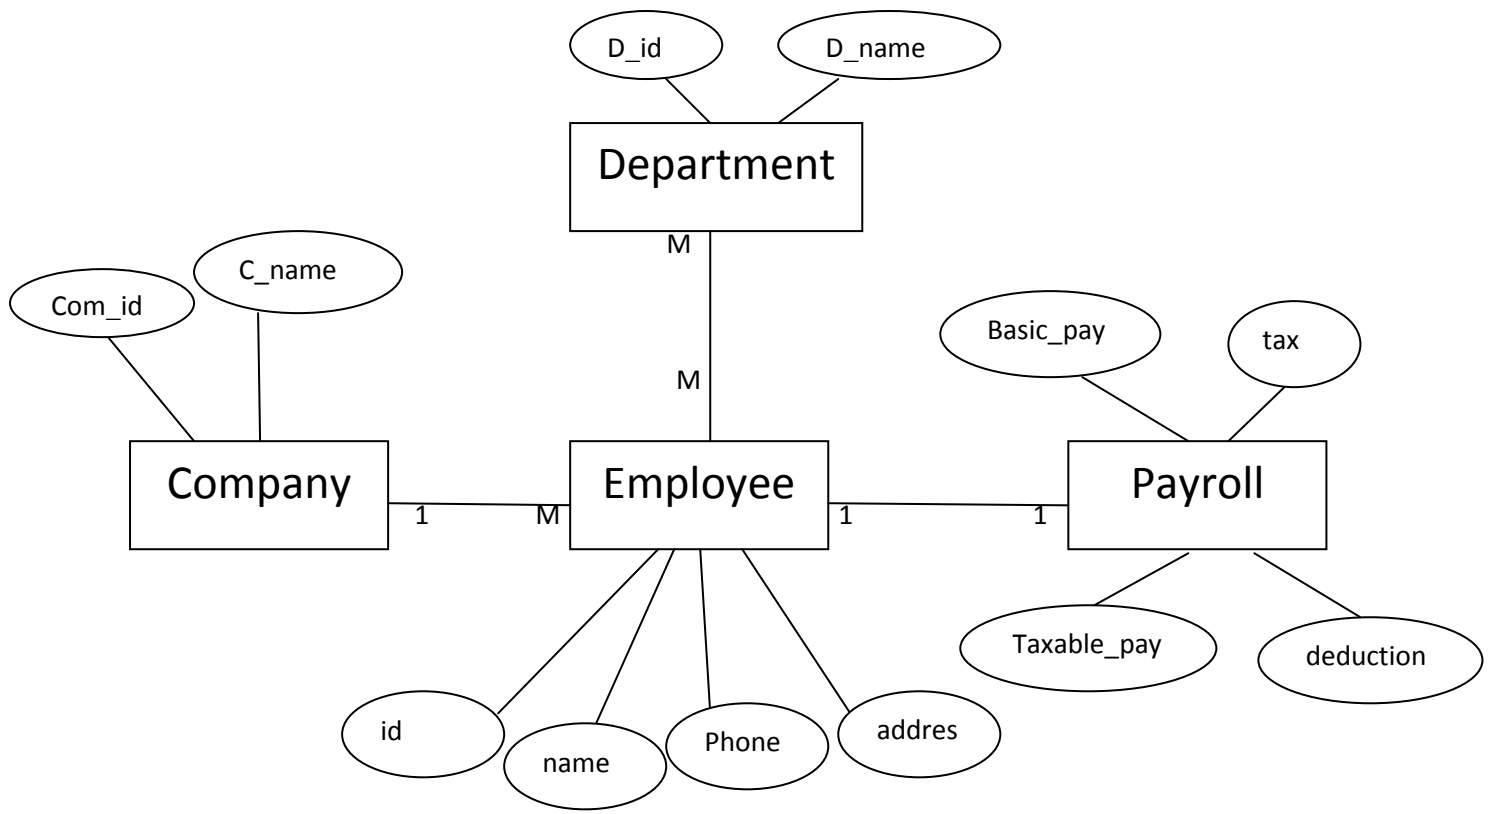 D_id
D_name
Department
M
C_name
Com_id
Basic_pay
tax
M
Company
Employee
Payroll
1
M
1
1
Taxable_pay
deduction
id
name
Phone
addres